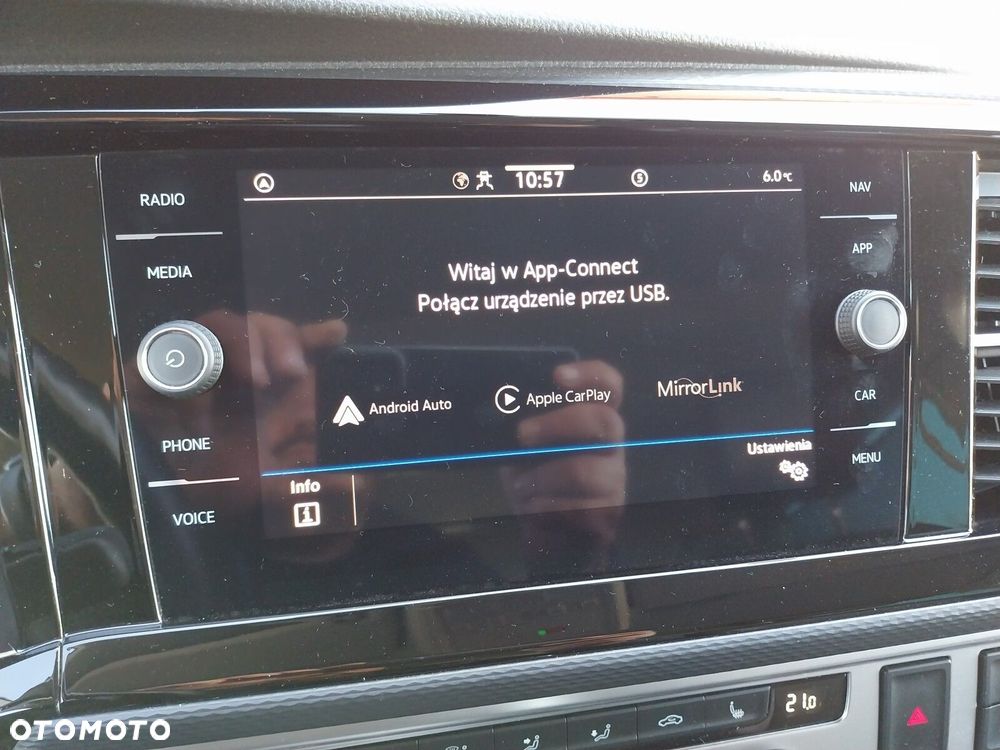 RADIO
MEDIA
PHONE
VOICE
10:57
5
6.0°C
Witaj w App-Connect
Połącz urządzenie przez USB.
Android Auto
Apple CarPlay
MirrorLink
Ustawienia
Info
NAV
APP
CAR
MENU
21.0
OTOMOTO